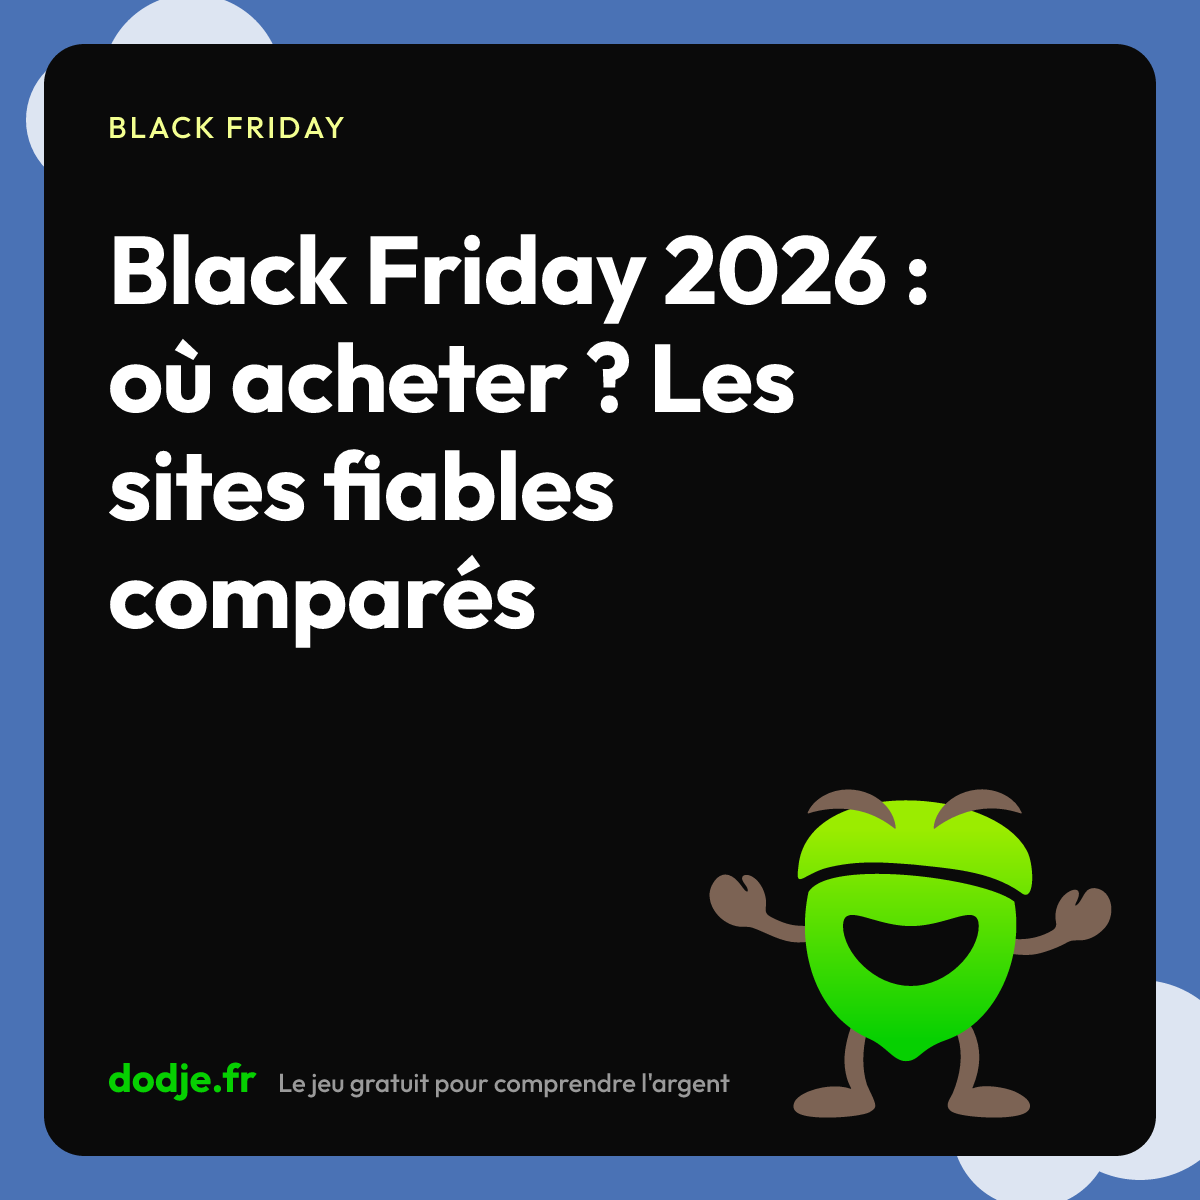 BLACK FRIDAY
Black Friday 2026 :
où acheter ? Les
sites fiables
comparés
dodje.fr Le jeu gratuit pour comprendre l'argent